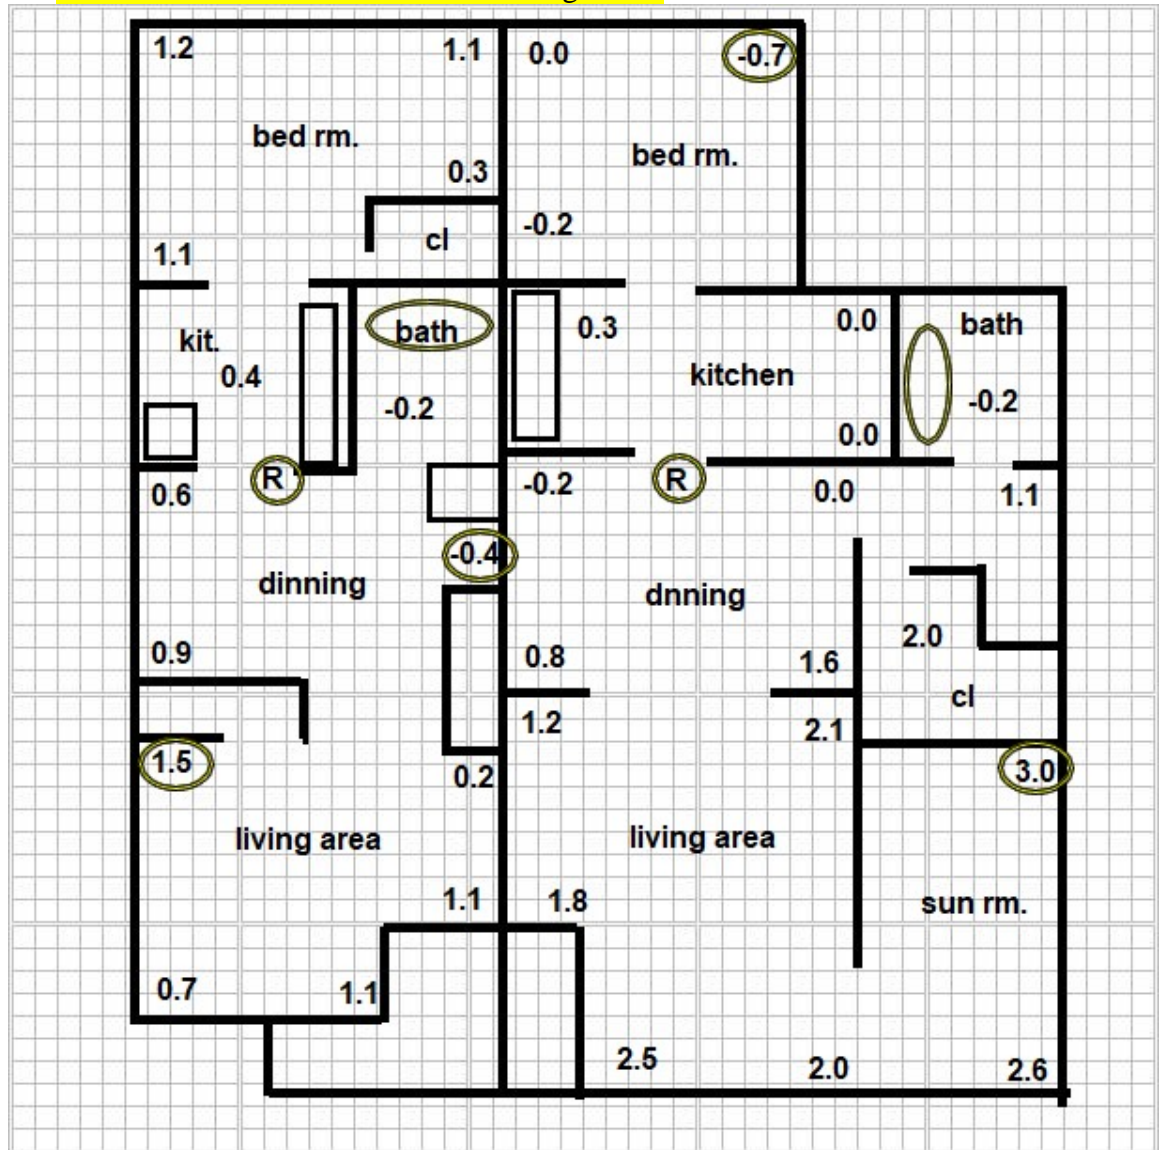 1.2 1.1 0.0 -0.7
bed rm.
bed rm.
0.3
-0.2
cl
1.1
0.3 0.0 bath
kit.
bath
0.4 kitchen
-0.2 -0.2
0.0
R R
0.6 -0.2 0.0 1.1
-0.4
dinning dnning
2.0
0.9 0.8 1.6
cl
1.2 2.1
1.5 0.2 3.0
living area living area
1.1 1.8 sun rm.
0.7 1.1
2.5 2.0 2.6